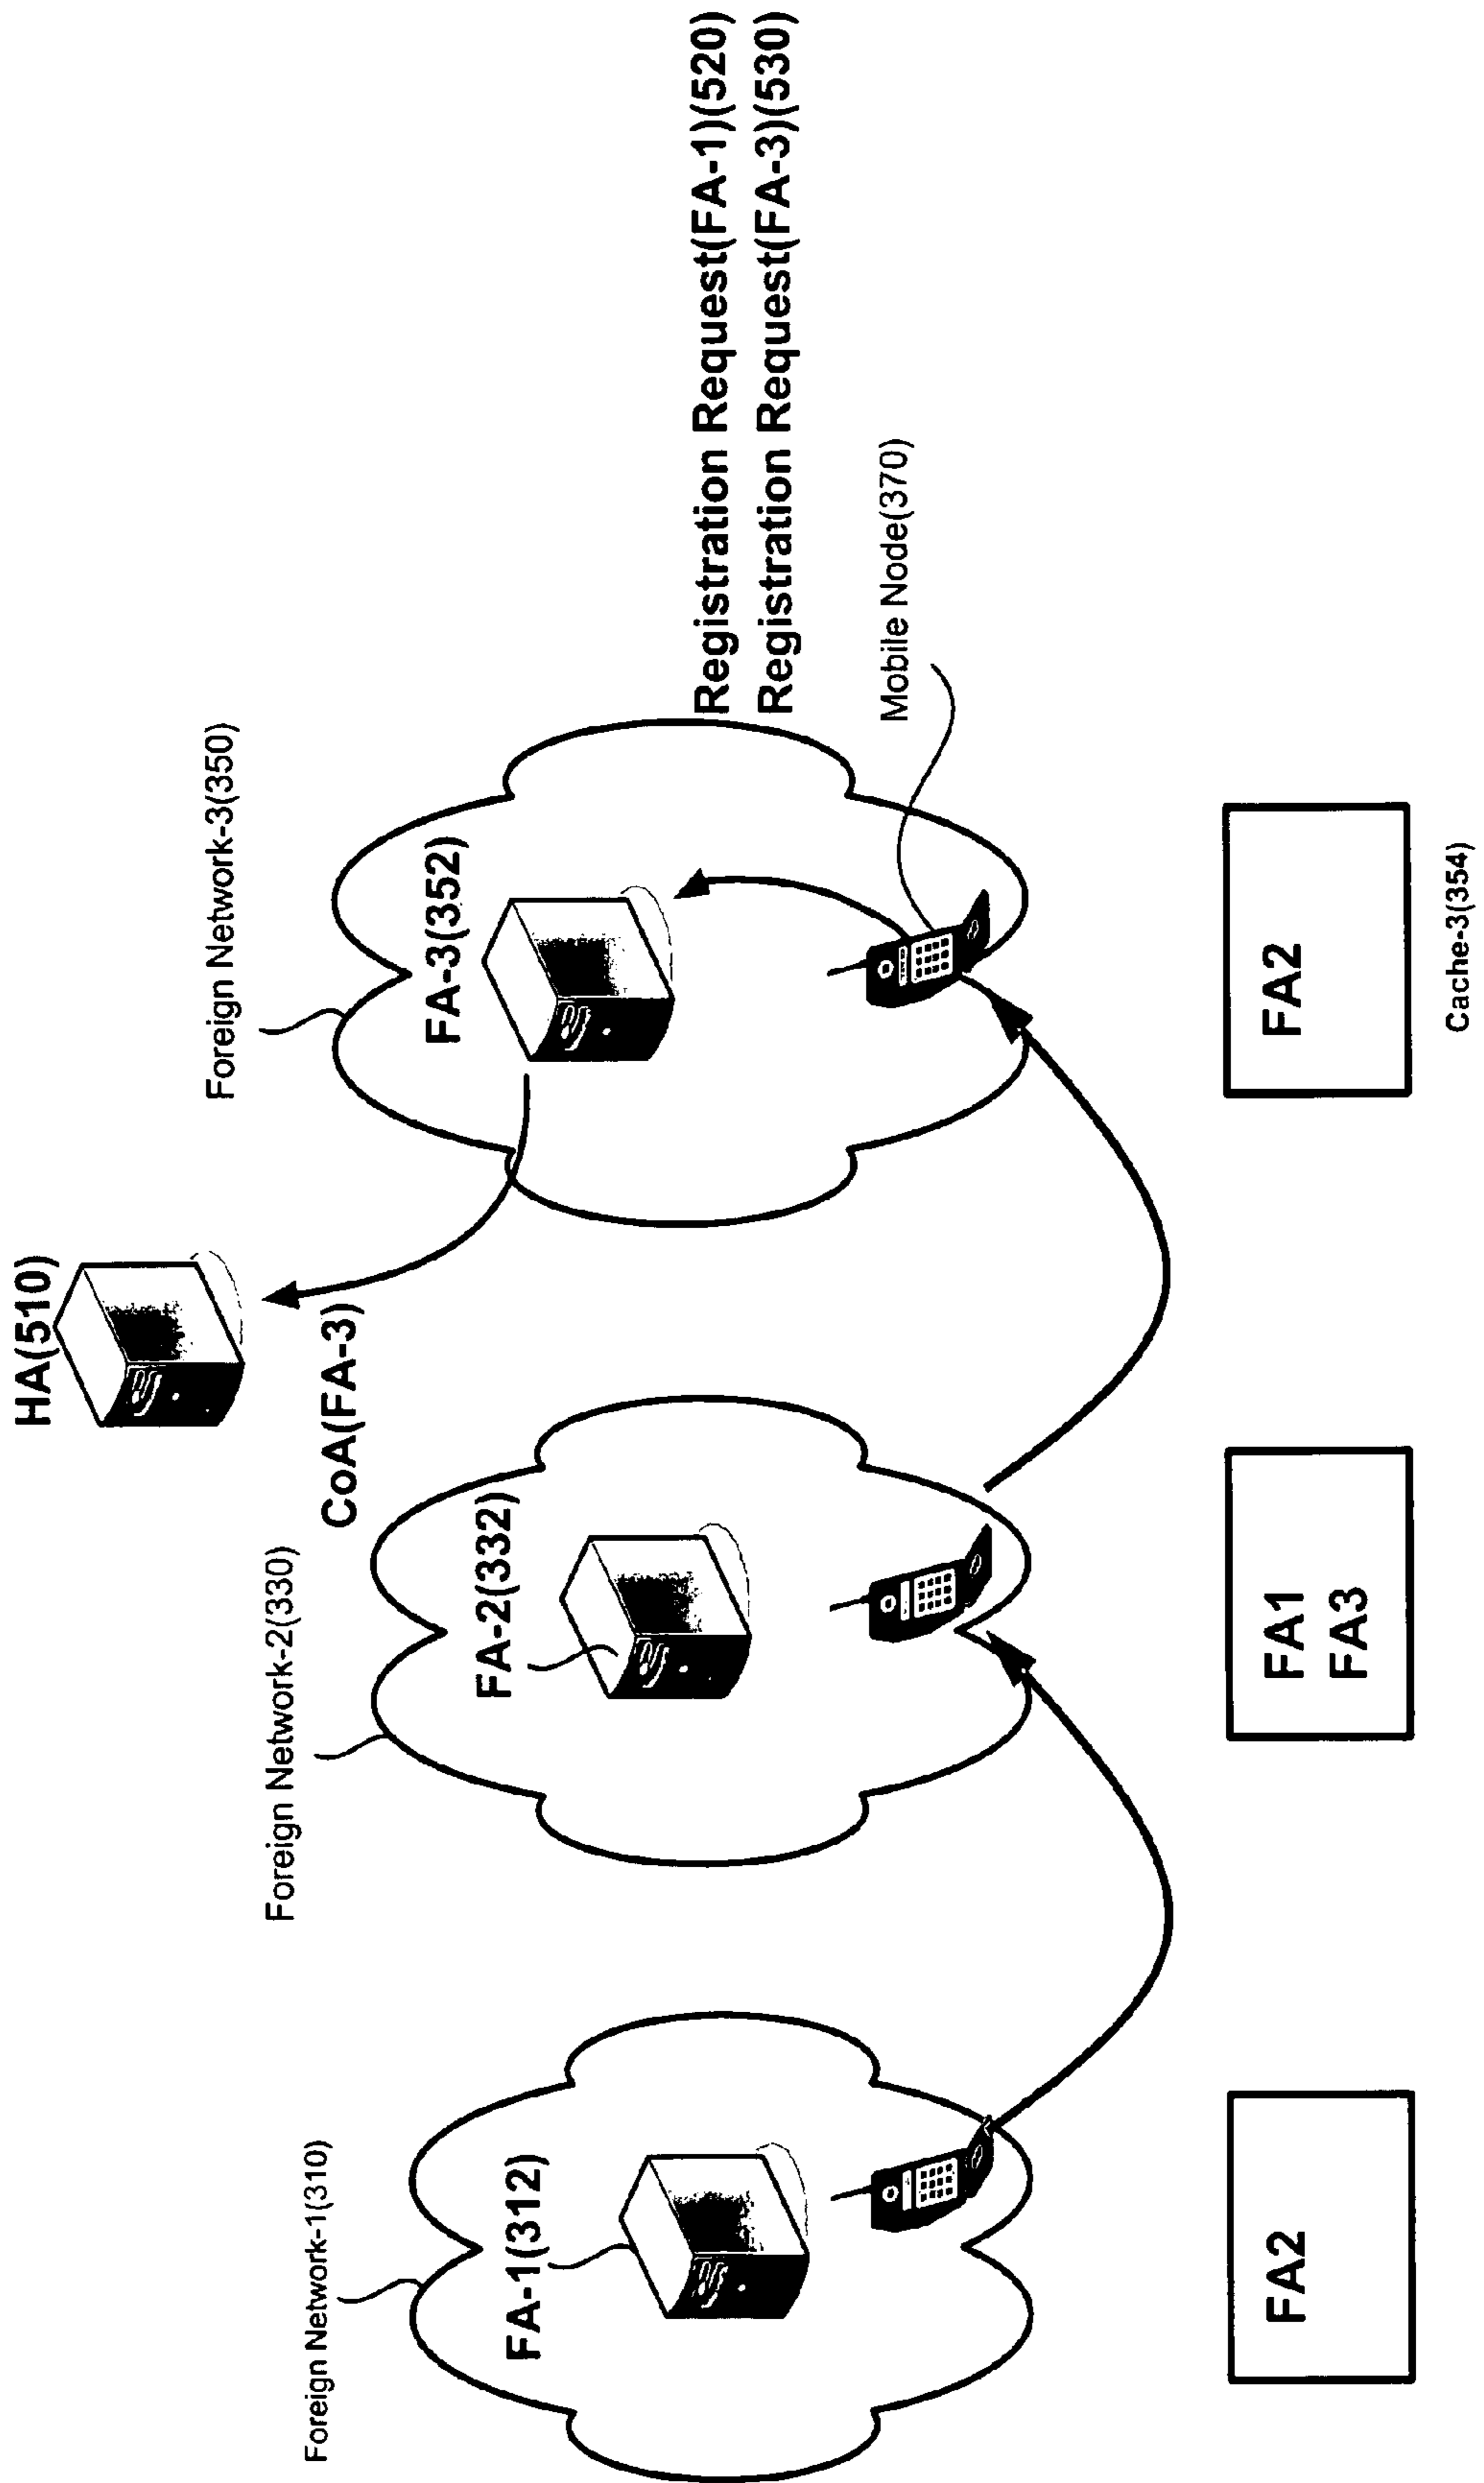 HA(510)
CoA(FA-3)
Foreign Network-1(310)
Foreign Network-2(330)
Foreign Network-3(350)
FA-1(312)
FA-2(332)
FA-3(352)
Registration Request(FA-1)(520)
Registration Request(FA-3)(530)
Mobile Node(370)
FA2
FA1
FA3
FA2
Cache-3(354)